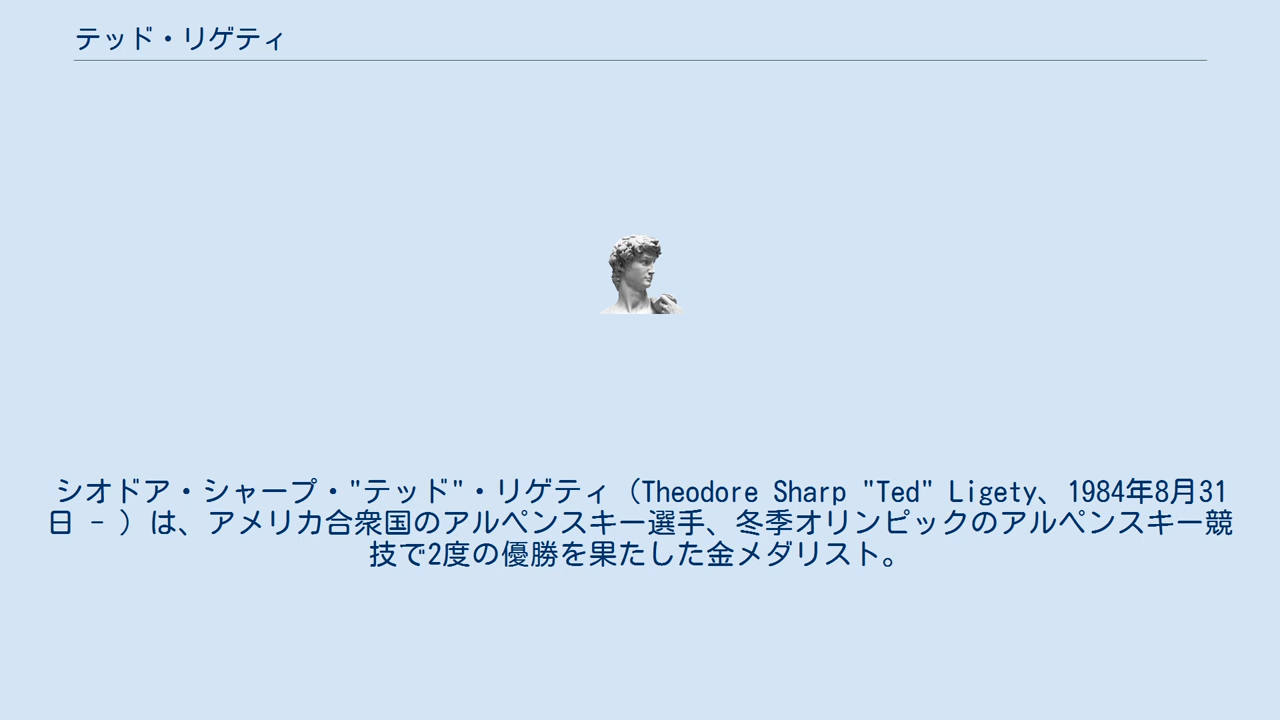 テッド・リゲティ
シオドア・シャープ・"テッド"・リゲティ（Theodore Sharp "Ted" Ligety、1984年8月31
日 - ）は、アメリカ合衆国のアルペンスキー選手、冬季オリンピックのアルペンスキー競
技で2度の優勝を果たした金メダリスト。